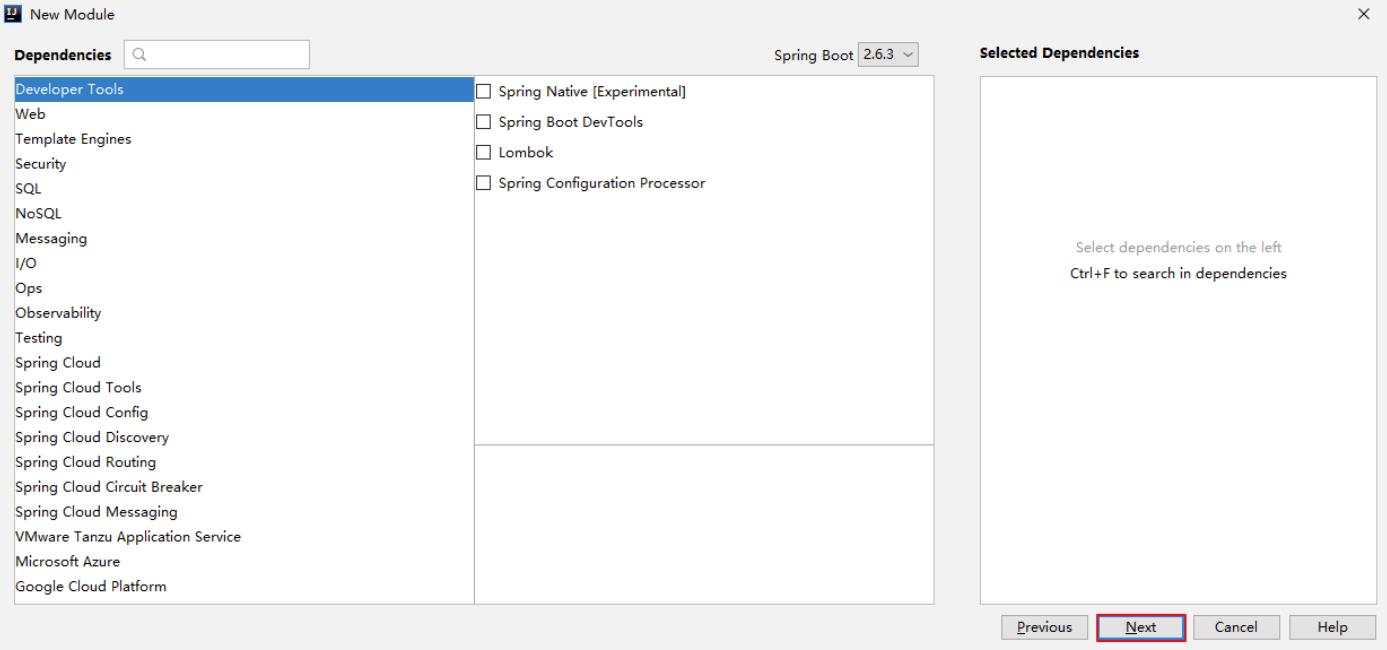 New Module
Dependencies
Spring Boot 2.6.3
Selected Dependencies
Developer Tools
Web
Template Engines
Security
SQL
NoSQL
Messaging
I/O
Ops
Observability
Testing
Spring Cloud
Spring Cloud Tools
Spring Cloud Config
Spring Cloud Discovery
Spring Cloud Routing
Spring Cloud Circuit Breaker
Spring Cloud Messaging
VMware Tanzu Application Service
Microsoft Azure
Google Cloud Platform
Spring Native [Experimental]
Spring Boot DevTools
Lombok
Spring Configuration Processor
Select dependencies on the left
Ctrl+F to search in dependencies
Previous
Next
Cancel
Help